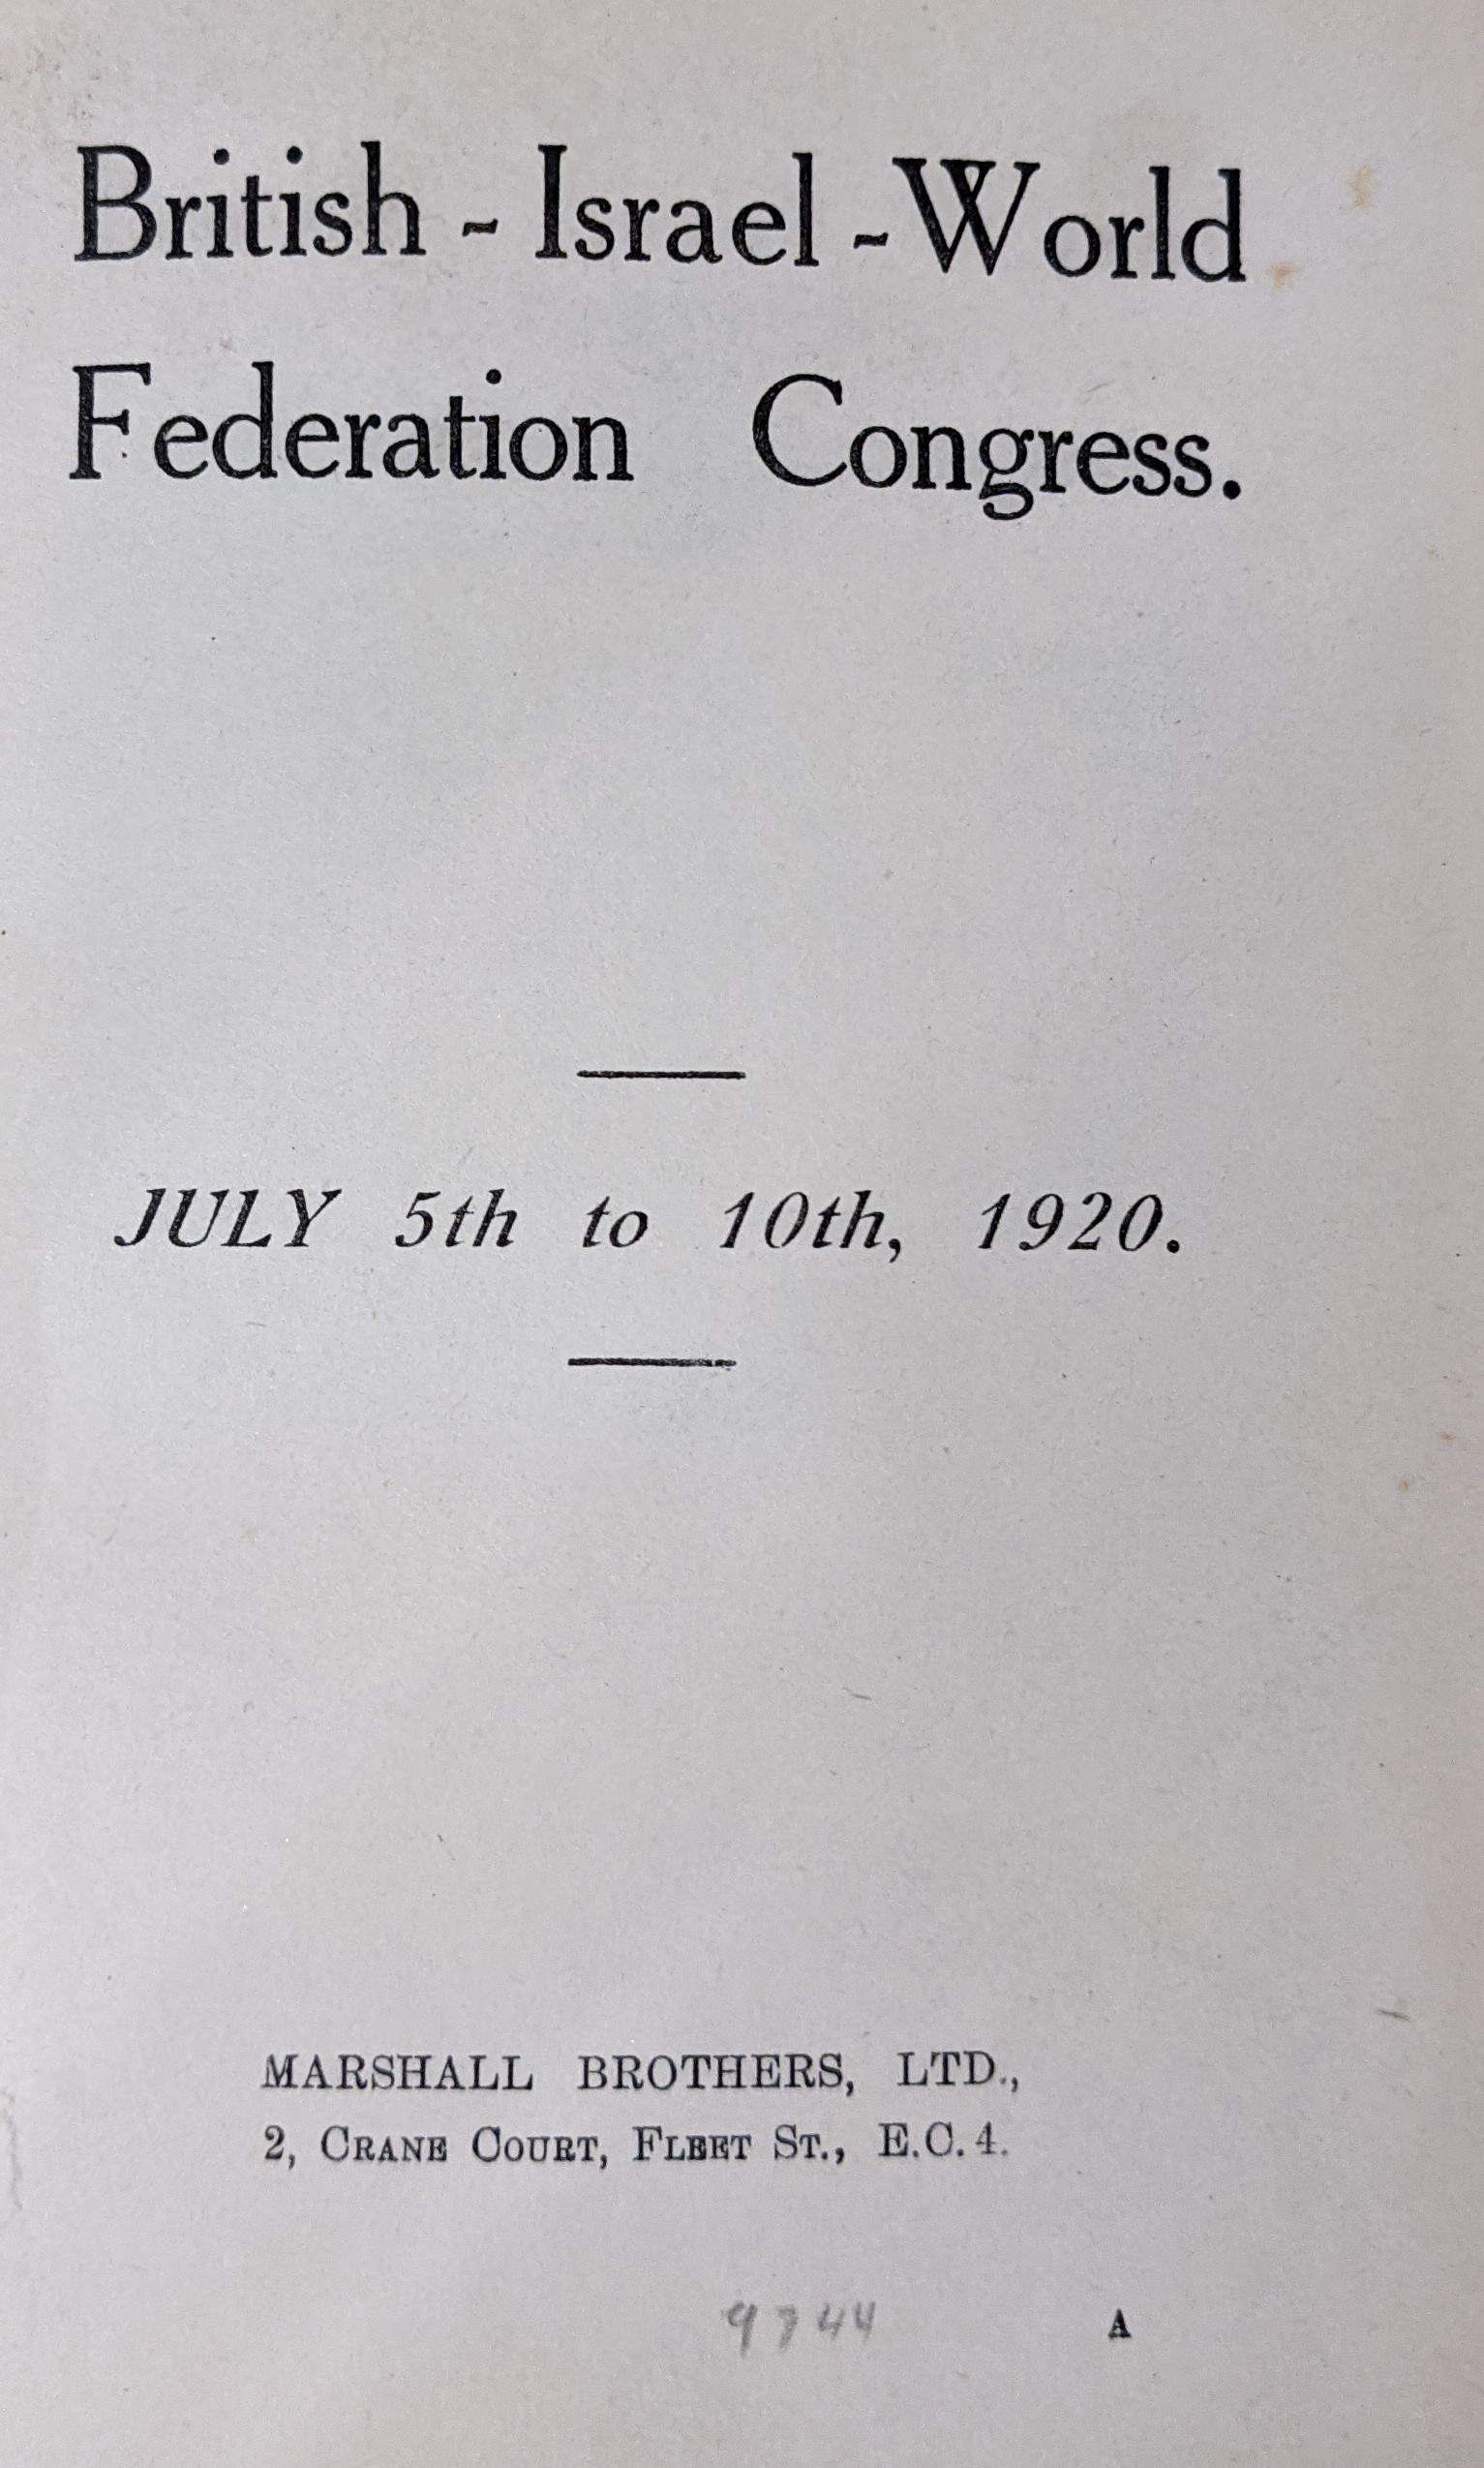 British - Israel - World
Federation Congress.
JULY 5th to 10th, 1920.
MARSHALL BROTHERS, LTD.,
2, CRANE COURT, FLEET ST., E.C. 4.
A